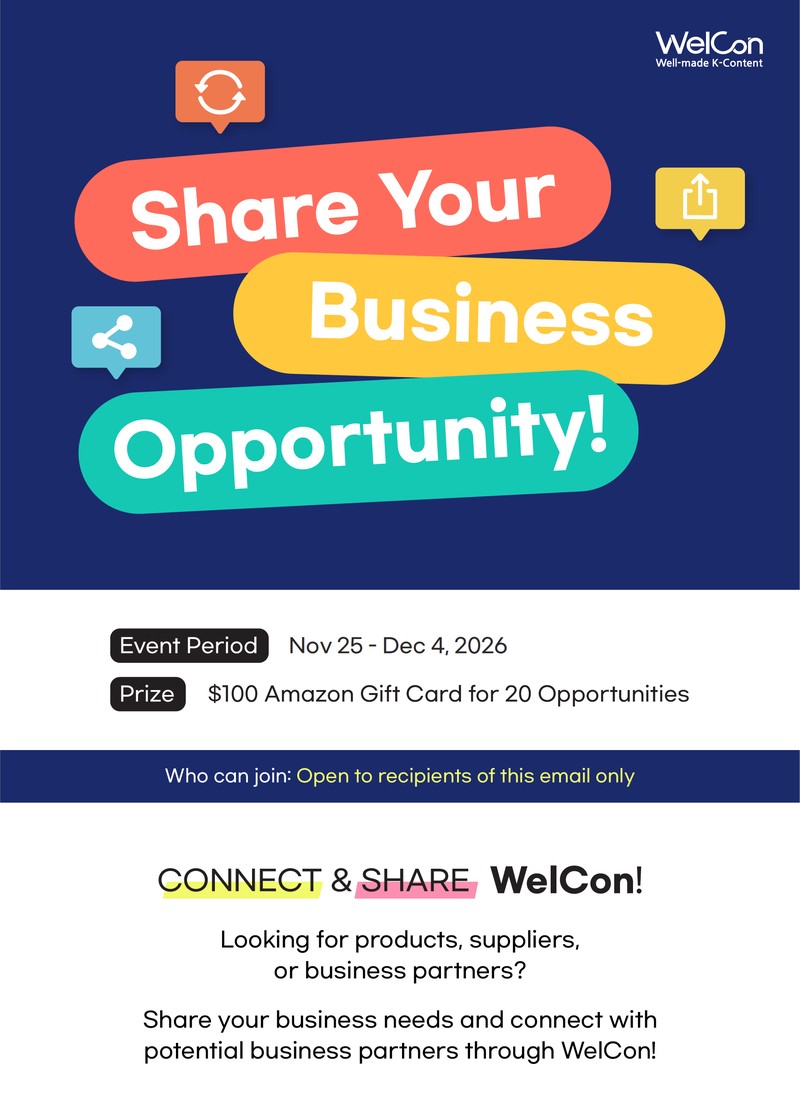 WelCon
Well-made K-Content
Share Your
Business
Opportunity!
Event Period Nov 25 - Dec 4, 2026
Prize $100 Amazon Gift Card for 20 Opportunities
Who can join: Open to recipients of this email only
CONNECT & SHARE WelCon!
Looking for products, suppliers,
or business partners?
Share your business needs and connect with
potential business partners through WelCon!